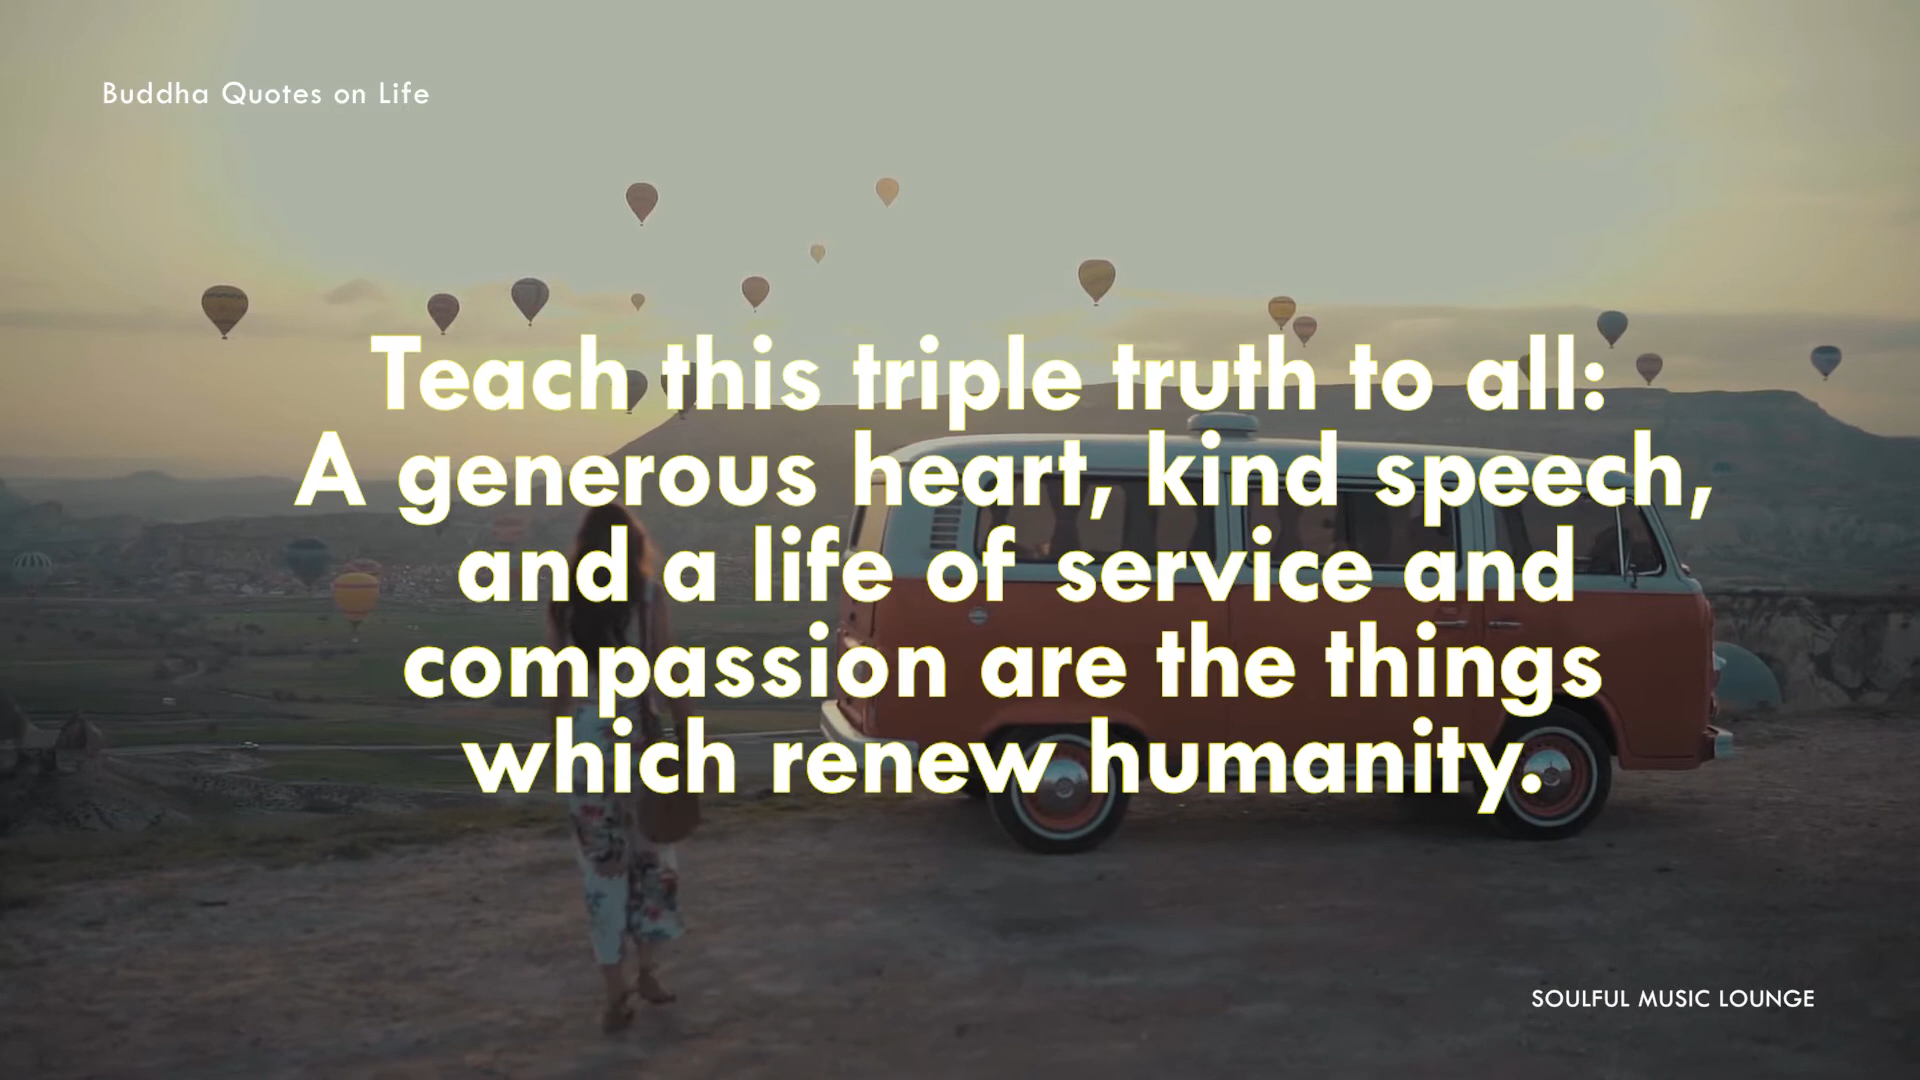 Buddha Quotes on Life
Teach this triple truth to all:
A generous heart, kind speech,
and a life of service and
compassion are the things
which renew humanity.
SOULFUL MUSIC LOUNGE